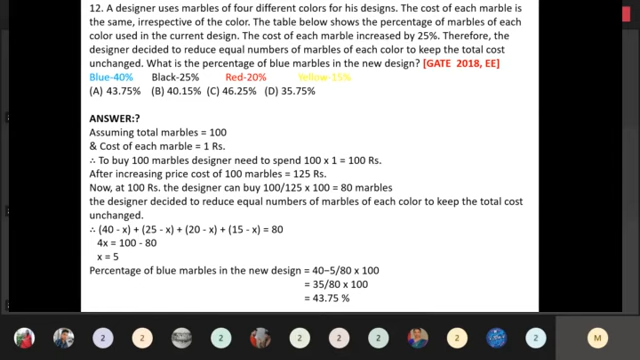 12. A designer uses marbles of four different colors for his designs. The cost of each marble is
the same, irrespective of the color. The table below shows the percentage of marbles of each
color used in the current design. The cost of each marble increased by 25%. Therefore, the
designer decided to reduce equal numbers of marbles of each color to keep the total cost
unchanged. What is the percentage of blue marbles in the new design? [GATE 2018, EE]
Blue-40% Black-25% Red-20% Yellow-15%
(A) 43.75% (B) 40.15% (C) 46.25% (D) 35.75%
ANSWER:?
Assuming total marbles = 100
& Cost of each marble = 1 Rs.
∴ To buy 100 marbles designer need to spend 100 x 1 = 100 Rs.
After increasing price cost of 100 marbles = 125 Rs.
Now, at 100 Rs. the designer can buy 100/125 x 100 = 80 marbles
the designer decided to reduce equal numbers of marbles of each color to keep the total cost
unchanged.
∴ (40 - x) + (25 - x) + (20 - x) + (15 - x) = 80
4x = 100 - 80
x = 5
Percentage of blue marbles in the new design = 40−5/80 x 100
= 35/80 x 100
= 43.75 %
2 2 2 2 2 2 2 M